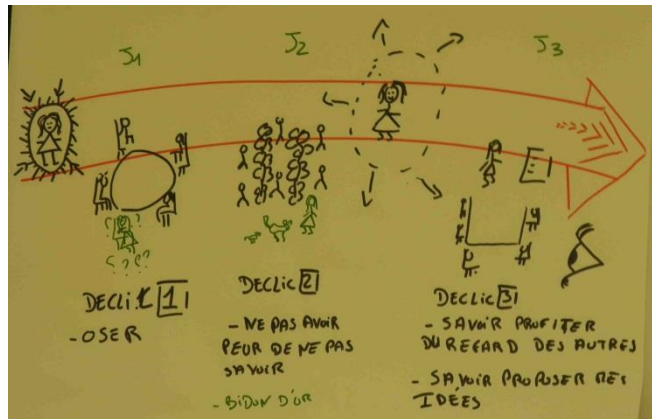 J1
J2
J3
? ? ? ?
? ? ? ?
DECLIC 1
- OSER
DECLIC 2
- NE PAS AVOIR
PEUR DE NE PAS
SAVOIR
- BIDON D'OR
DECLIC 3
- SAVOIR PROFITER
DU REGARD DES AUTRES
- SAVOIR PROPOSER MES
IDÉES